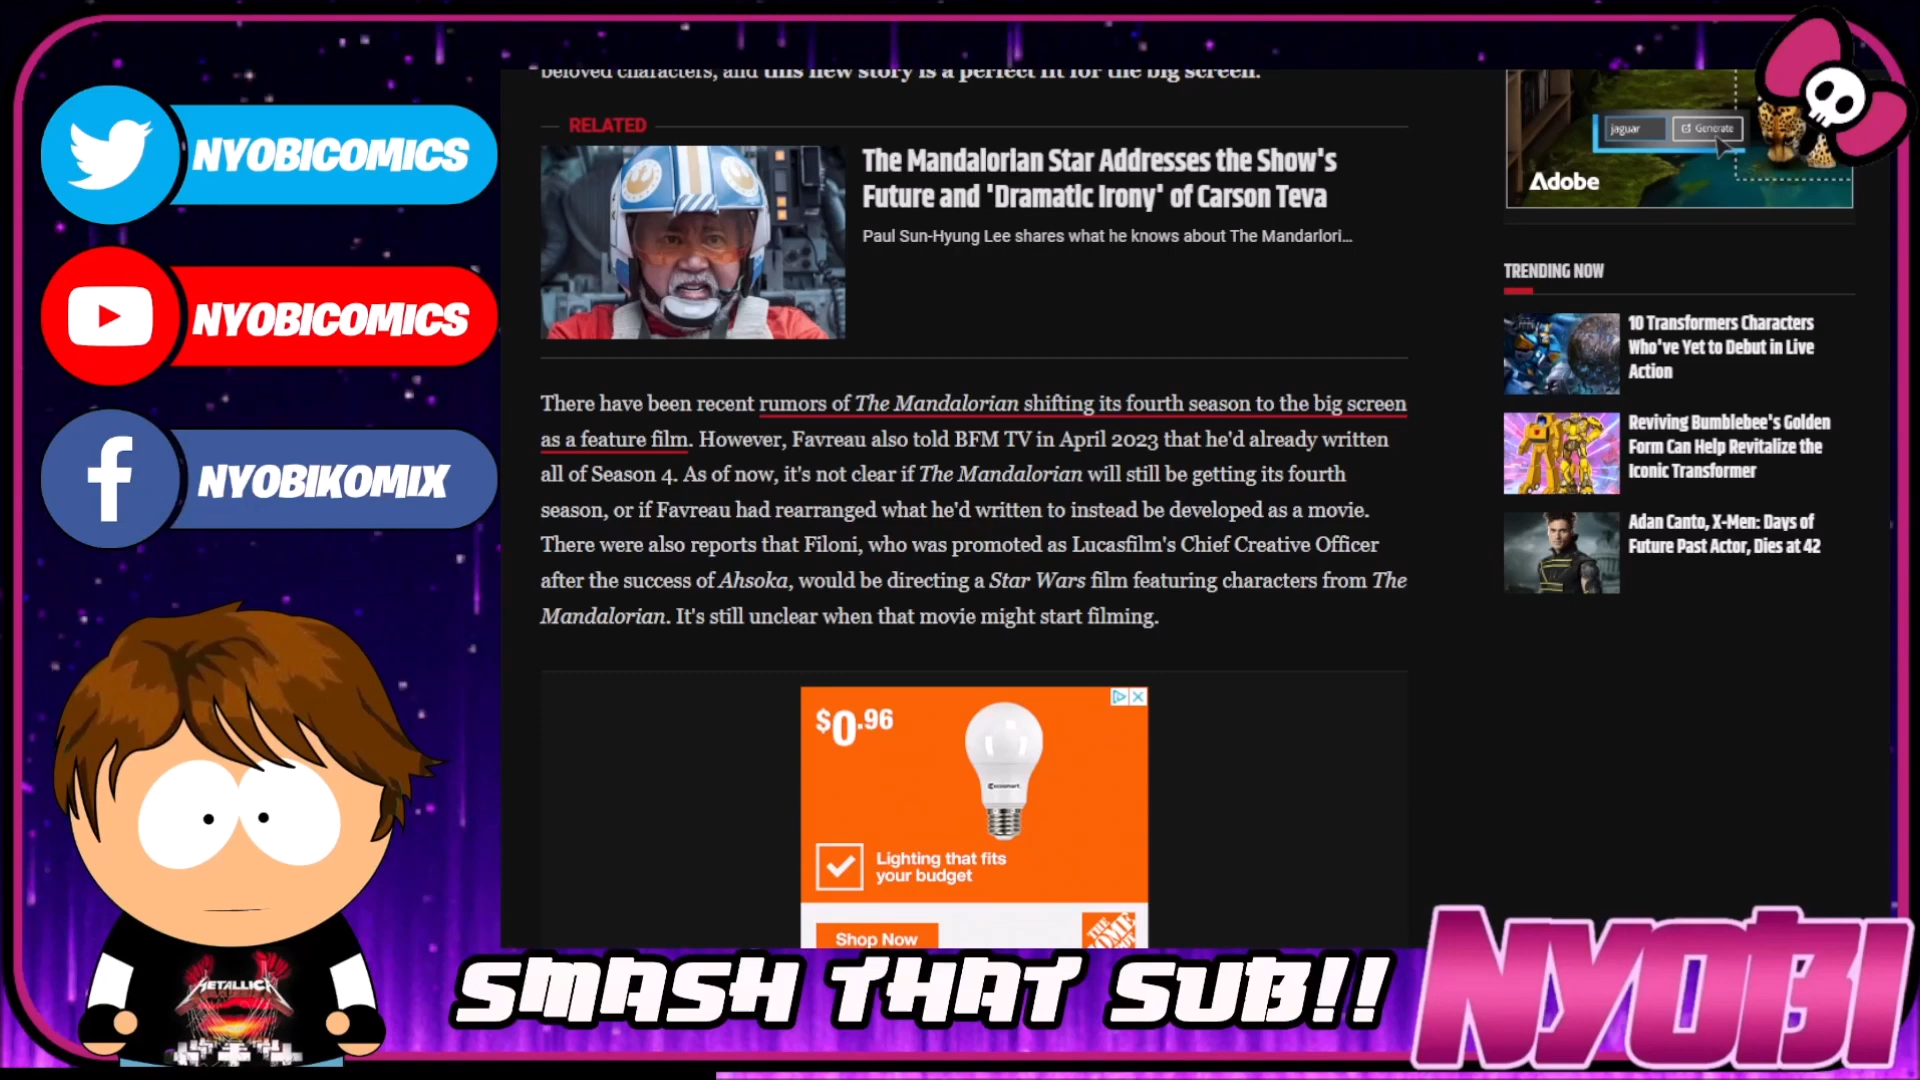 beloved characters, and this new story is a perfect fit for the big screen.
RELATED
The Mandalorian Star Addresses the Show's
Future and 'Dramatic Irony' of Carson Teva
Paul Sun-Hyung Lee shares what he knows about The Mandarlori...
There have been recent rumors of The Mandalorian shifting its fourth season to the big screen
as a feature film. However, Favreau also told BFM TV in April 2023 that he'd already written
all of Season 4. As of now, it's not clear if The Mandalorian will still be getting its fourth
season, or if Favreau had rearranged what he'd written to instead be developed as a movie.
There were also reports that Filoni, who was promoted as Lucasfilm's Chief Creative Officer
after the success of Ahsoka, would be directing a Star Wars film featuring characters from The
Mandalorian. It's still unclear when that movie might start filming.
$0.96
Ecosmart
Lighting that fits
your budget
Shop Now
THE
HOME
DEPOT
jaguar
Generate
Adobe
TRENDING NOW
10 Transformers Characters
Who've Yet to Debut in Live
Action
Reviving Bumblebee's Golden
Form Can Help Revitalize the
Iconic Transformer
Adan Canto, X-Men: Days of
Future Past Actor, Dies at 42
NYOBICOMICS
NYOBICOMICS
NYOBIKOMIX
METALLICA
SMASH THAT SUB!!
NYOBI